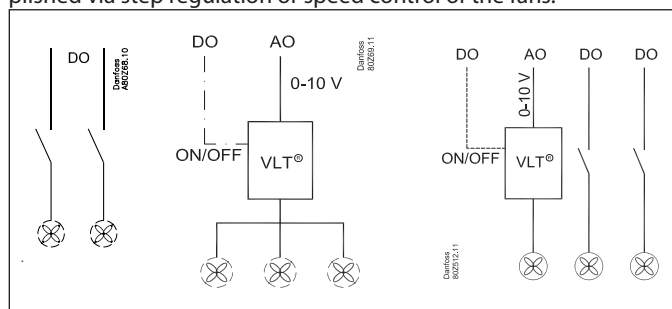 plished via step regulation or speed control of the fans.
DO
Danfoss
A80Z68.10
DO
AO
Danfoss
80Z69.11
0-10 V
ON/OFF
VLT®
DO
AO
DO
DO
0-10 V
ON/OFF
VLT®
Danfoss
80Z512.11